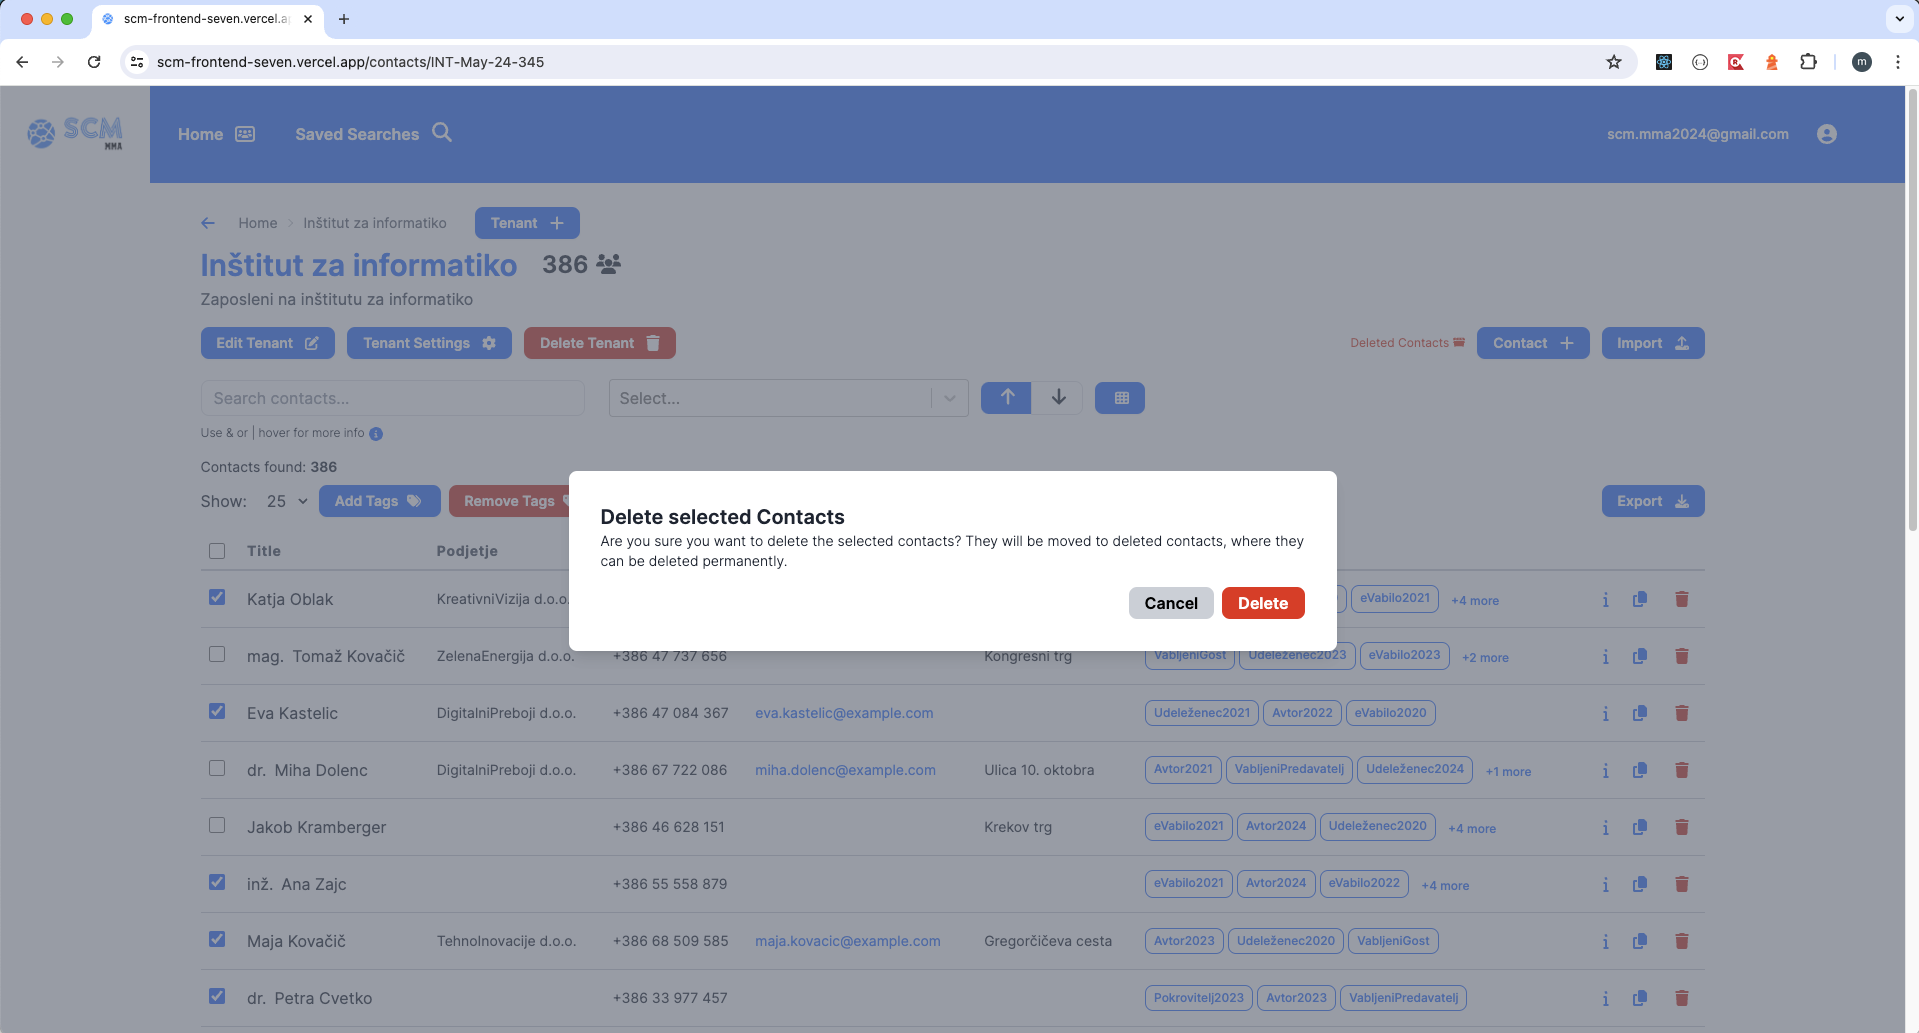 scm-frontend-seven.vercel.a
scm-frontend-seven.vercel.app/contacts/INT-May-24-345
m
SCM
MMA
Home
Saved Searches
scm.mma2024@gmail.com
Home > Inštitut za informatiko
Tenant +
Inštitut za informatiko 386
Zaposleni na inštitutu za informatiko
Edit Tenant
Tenant Settings
Delete Tenant
Deleted Contacts
Contact +
Import
Search contacts...
Select...
Use & or | hover for more info
Contacts found: 386
Show: 25
Add Tags
Remove Tags
Export
Delete selected Contacts
Are you sure you want to delete the selected contacts? They will be moved to deleted contacts, where they
can be deleted permanently.
Cancel
Delete
Title Podjetje
Katja Oblak KreativniVizija d.o.o. eVabilo2021 +4 more
mag. Tomaž Kovačič ZelenaEnergija d.o.o. +386 47 737 656 Kongresni trg VabljeniGost Udeleženec2023 eVabilo2023 +2 more
Eva Kastelic DigitalniPreboji d.o.o. +386 47 084 367 eva.kastelic@example.com Udeleženec2021 Avtor2022 eVabilo2020
dr. Miha Dolenc DigitalniPreboji d.o.o. +386 67 722 086 miha.dolenc@example.com Ulica 10. oktobra Avtor2021 VabljeniPredavatelj Udeleženec2024 +1 more
Jakob Kramberger +386 46 628 151 Krekov trg eVabilo2021 Avtor2024 Udeleženec2020 +4 more
inž. Ana Zajc +386 55 558 879 eVabilo2021 Avtor2024 eVabilo2022 +4 more
Maja Kovačič TehnoInovacije d.o.o. +386 68 509 585 maja.kovacic@example.com Gregorčičeva cesta Avtor2023 Udeleženec2020 VabljeniGost
dr. Petra Cvetko +386 33 977 457 Pokrovitelj2023 Avtor2023 VabljeniPredavatelj